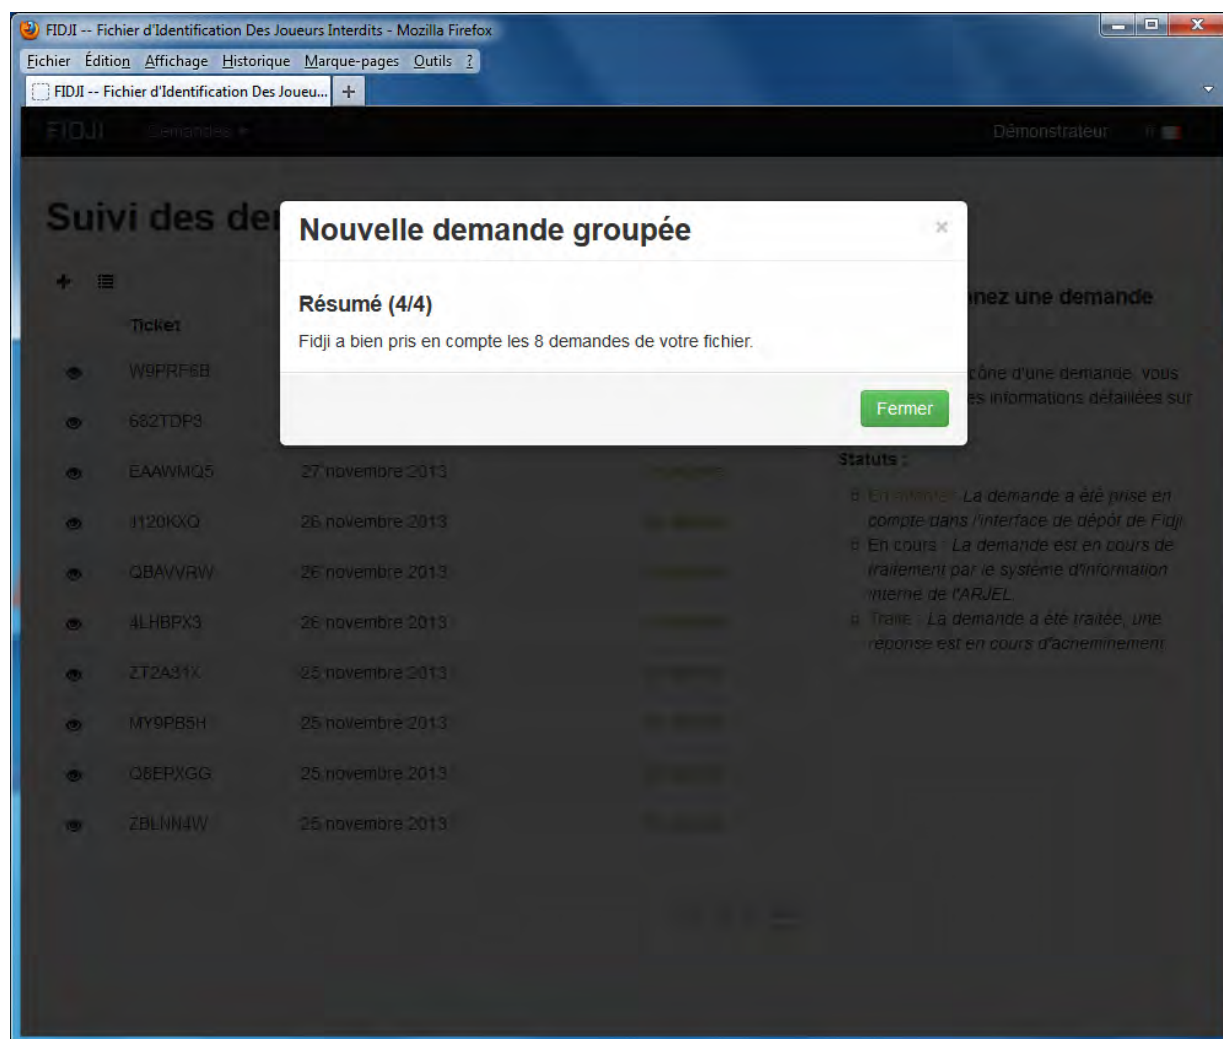 FIDJI -- Fichier d'Identification Des Joueurs Interdits - Mozilla Firefox
Fichier Édition Affichage Historique Marque-pages Outils ?
FIDJI -- Fichier d'Identification Des Joueu... +
FIDJI Demandes Démonstrateur
Suivi des
Nouvelle demande groupée ×
Résumé (4/4)
Fidji a bien pris en compte les 8 demandes de votre fichier.
Fermer
nez une demande
Ticket
W9PRF6B
icône d'une demande, vous
es informations détaillées sur
682TDP3
Statuts :
EAAWMQ5 27 novembre 2013
La demande a été prise en
compte dans l'interface de dépôt de Fidji
J120KXQ 26 novembre 2013
En cours : La demande est en cours de
traitement par le système d'information
interne de l'ARJEL
QBAVVRW 26 novembre 2013
4LHBPX3 26 novembre 2013
Traité : La demande a été traitée, une
réponse est en cours d'acheminement
ZT2A31X 25 novembre 2013
MY9PB5H 25 novembre 2013
Q8EPXGG 25 novembre 2013
ZBLNN4W 25 novembre 2013